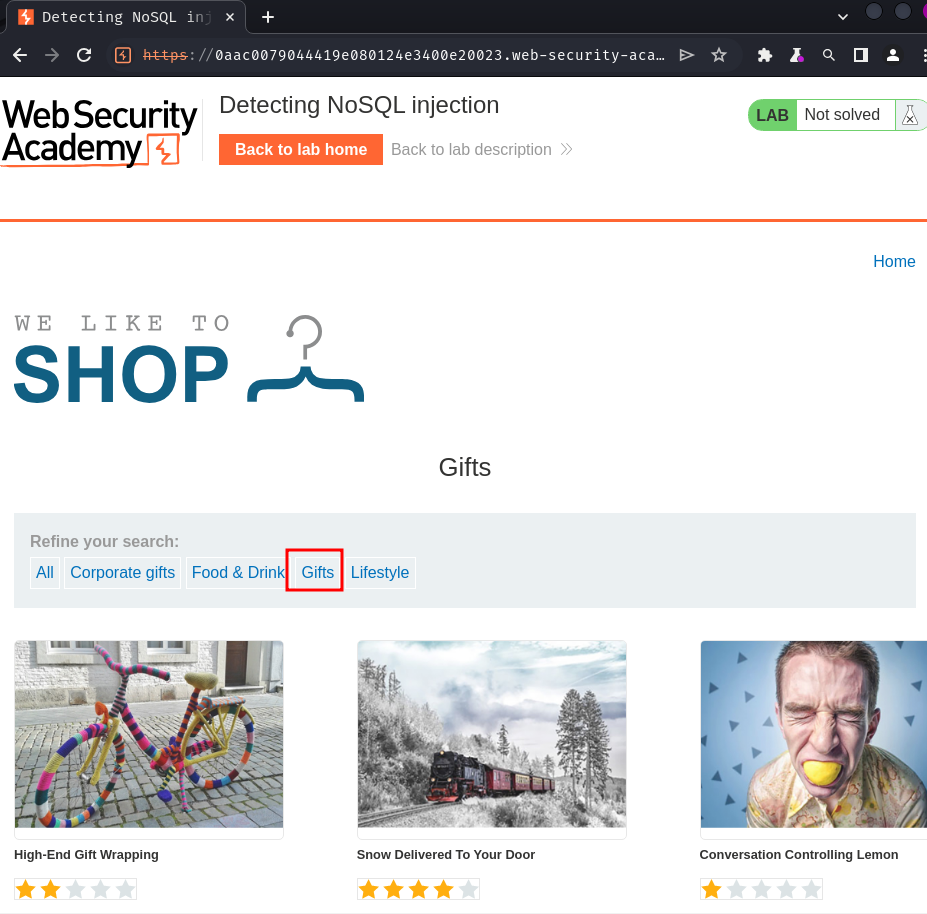 Detecting NoSQL inj
https://0aac0079044419e080124e3400e20023.web-security-aca...
Web Security
Academy
Detecting NoSQL injection
Back to lab home
Back to lab description
LAB
Not solved
Home
WE LIKE TO
SHOP
Gifts
Refine your search:
All
Corporate gifts
Food & Drink
Gifts
Lifestyle
High-End Gift Wrapping
Snow Delivered To Your Door
Conversation Controlling Lemon